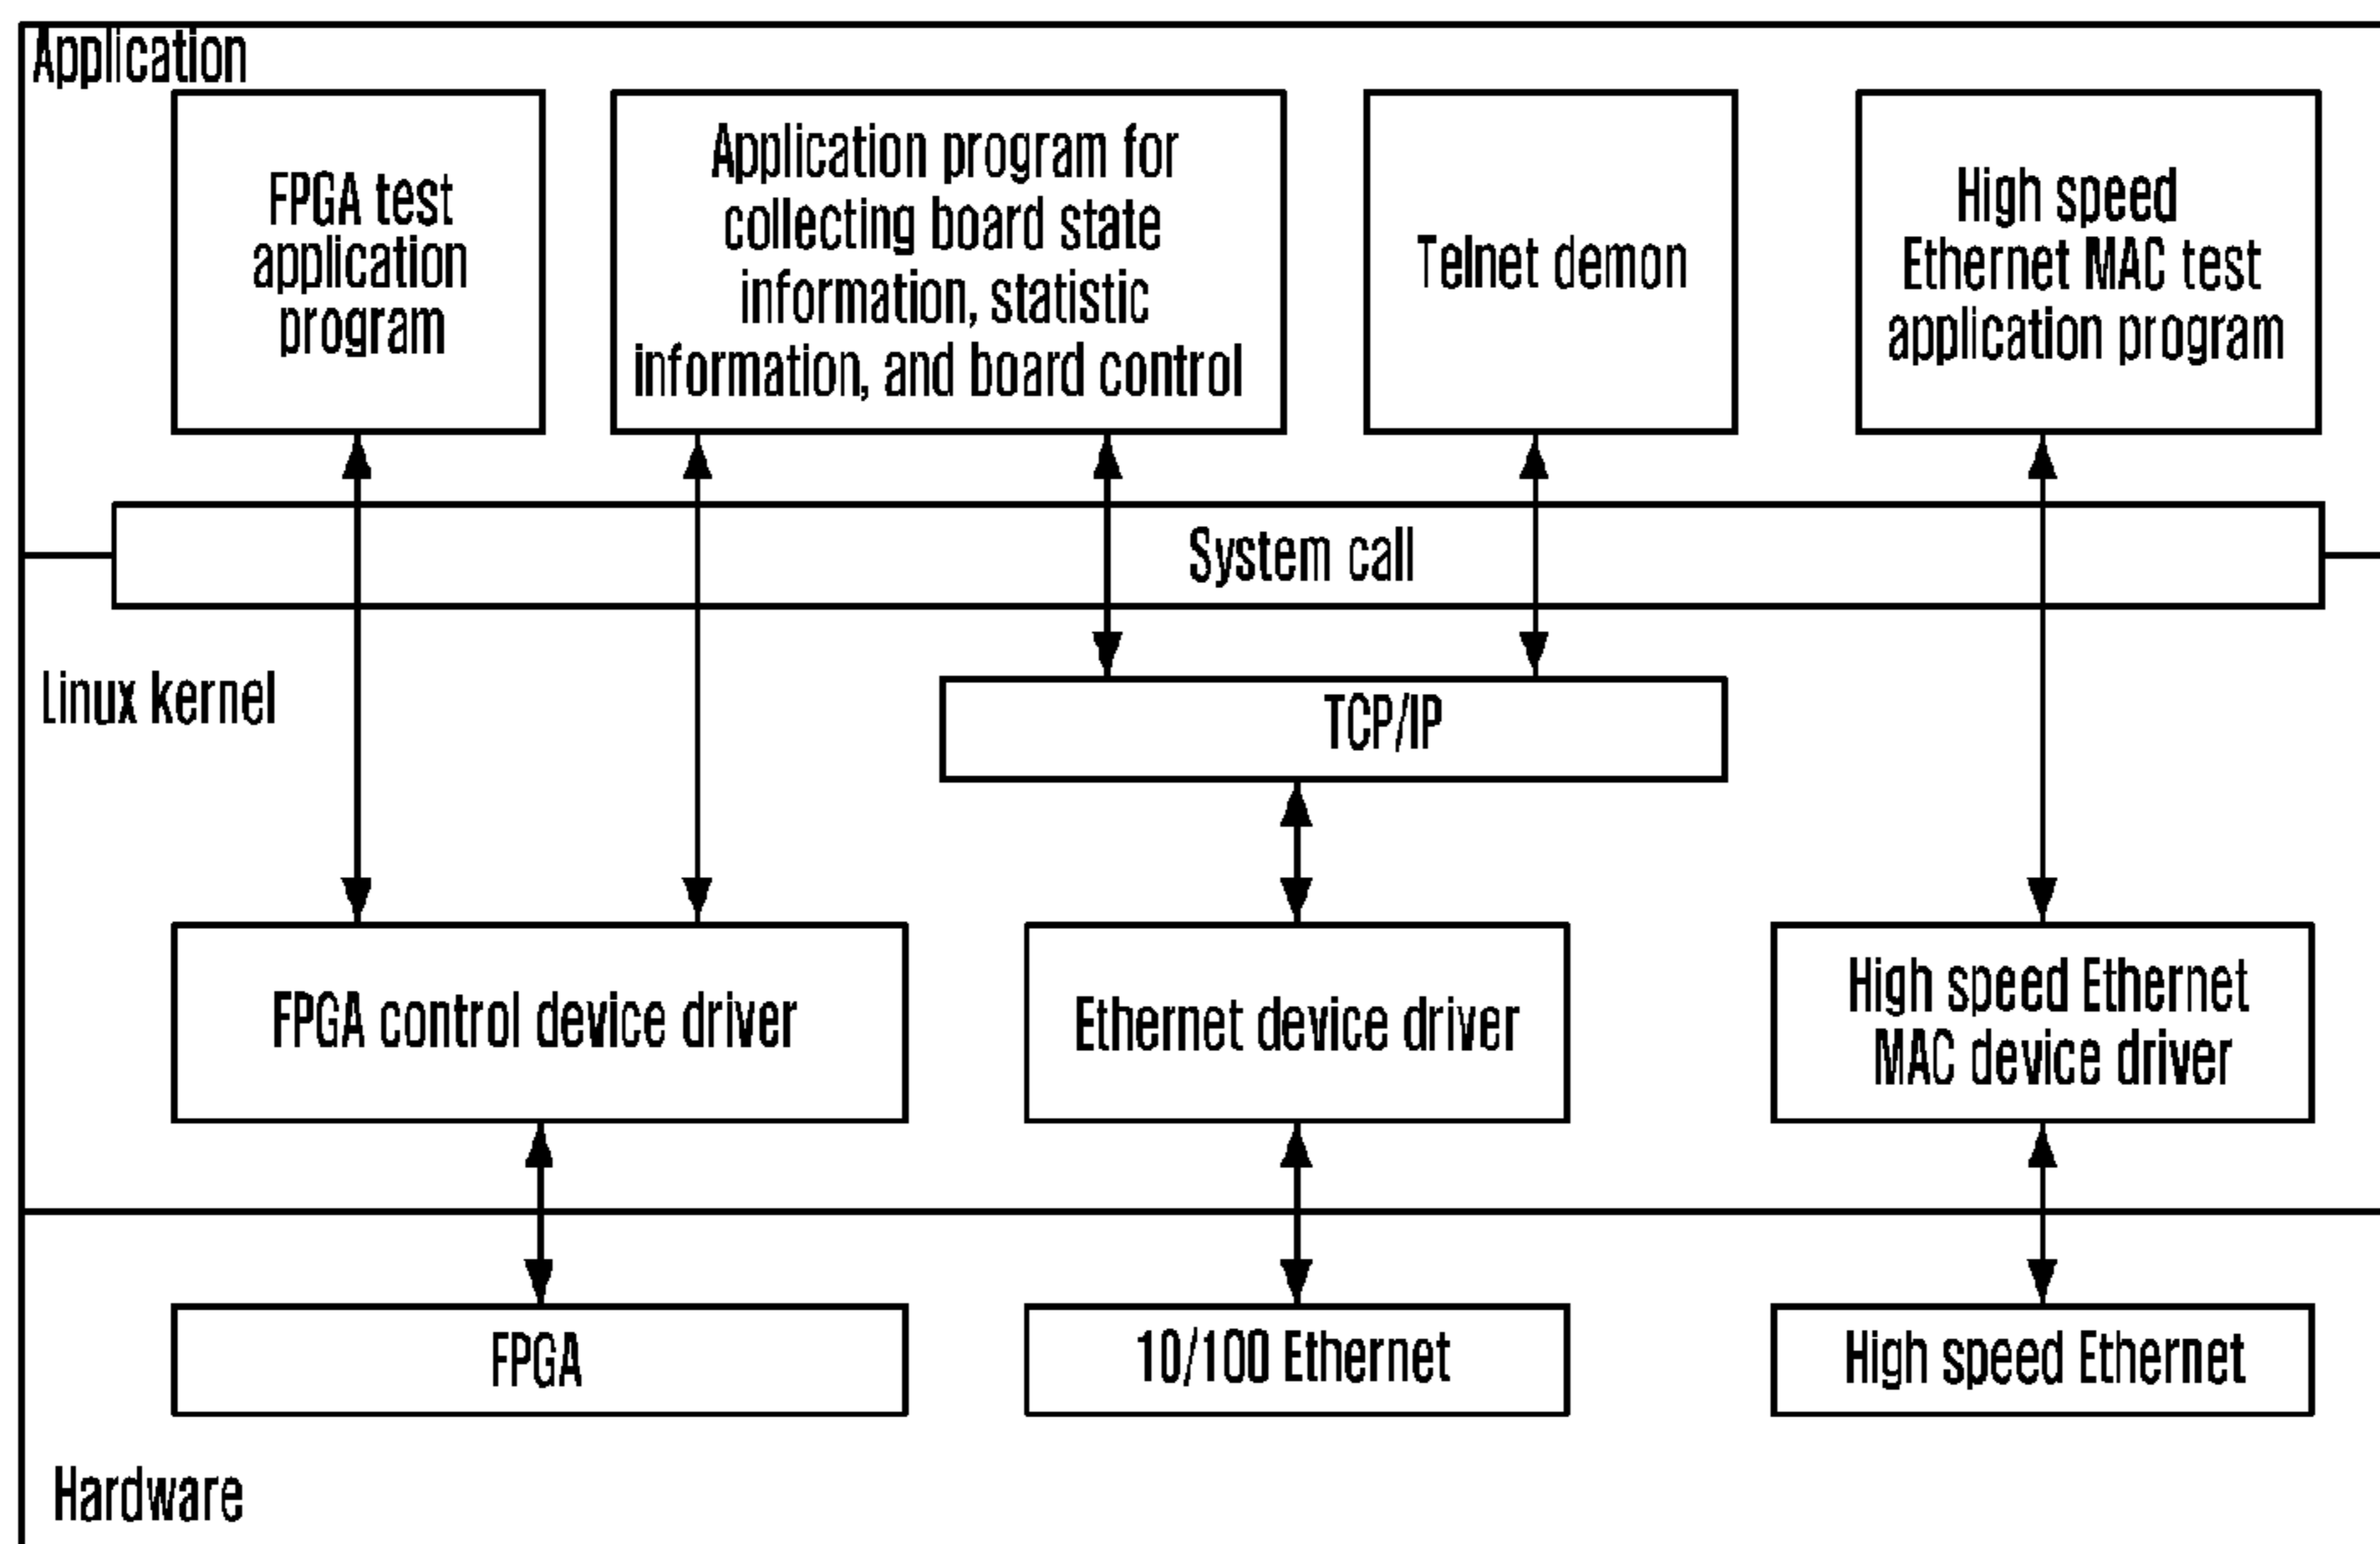 Application
FPGA test
application
program
Application program for
collecting board state
information, statistic
information, and board control
Telnet demon
High speed
Ethernet MAC test
application program
System call
Linux kernel
TCP/IP
FPGA control device driver
Ethernet device driver
High speed Ethernet
MAC device driver
FPGA
10/100 Ethernet
High speed Ethernet
Hardware